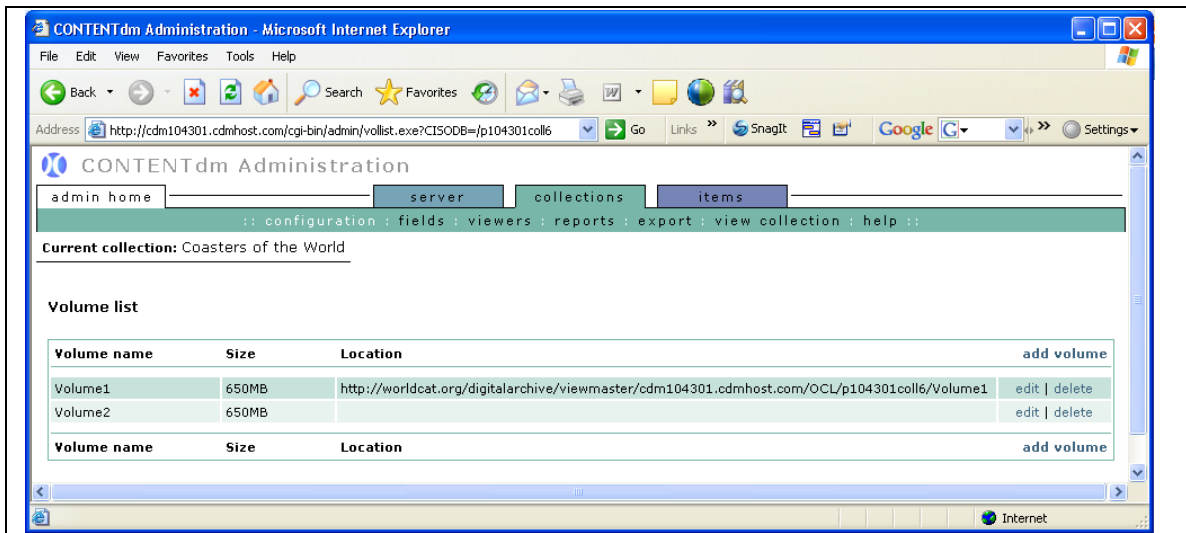 CONTENTdm Administration - Microsoft Internet Explorer
File Edit View Favorites Tools Help
Back Search Favorites
Address http://cdm104301.cdmhost.com/cgi-bin/admin/vollist.exe?CISODB=/p104301coll6 Go Links » SnagIt Google G » Settings
CONTENTdm Administration
admin home server collections items
:: configuration : fields : viewers : reports : export : view collection : help ::
Current collection: Coasters of the World
Volume list
Volume name Size Location add volume
Volume1 650MB http://worldcat.org/digitalarchive/viewmaster/cdm104301.cdmhost.com/OCL/p104301coll6/Volume1 edit | delete
Volume2 650MB edit | delete
Volume name Size Location add volume
Internet